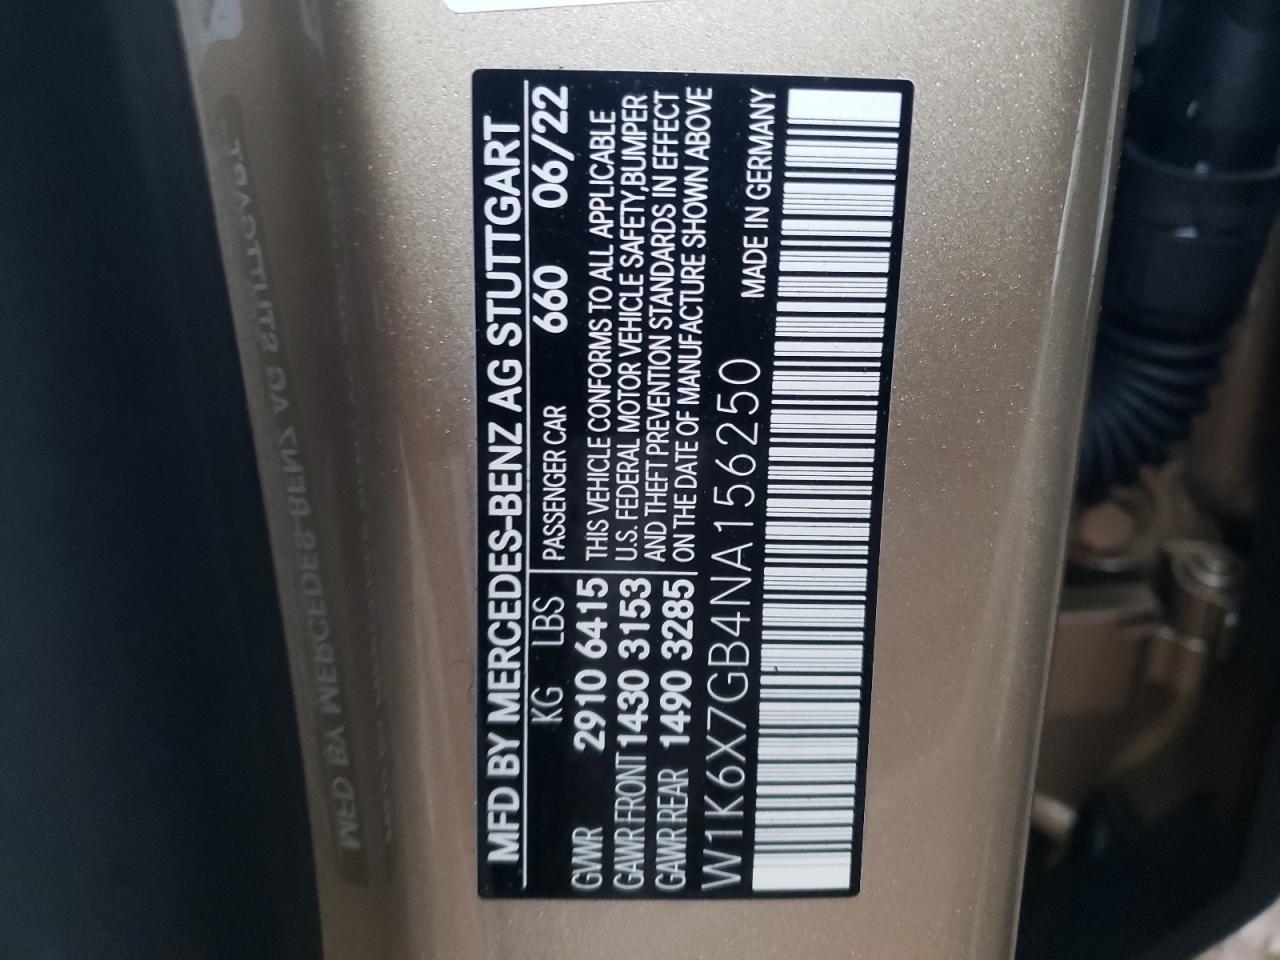 MFD BY MERCEDES-BENZ AG STUTTGART
KG LBS PASSENGER CAR 660 06/22
GVWR 2910 6415 THIS VEHICLE CONFORMS TO ALL APPLICABLE
GAWR FRONT 1430 3153 U.S. FEDERAL MOTOR VEHICLE SAFETY,BUMPER
GAWR REAR 1490 3285 AND THEFT PREVENTION STANDARDS IN EFFECT
ON THE DATE OF MANUFACTURE SHOWN ABOVE
W1K6X7GB4NA156250 MADE IN GERMANY